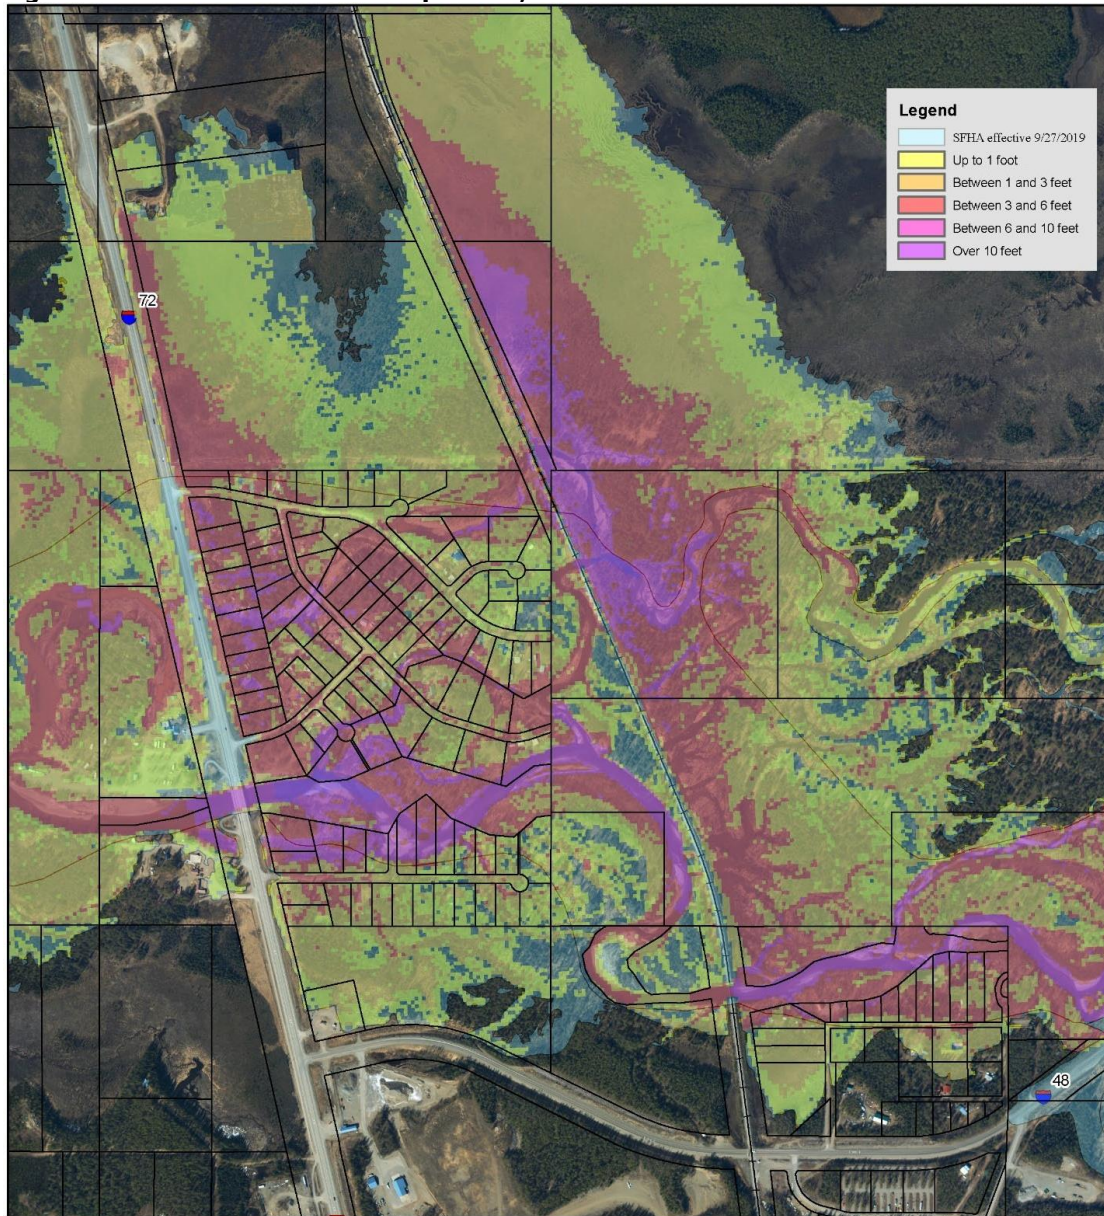 Legend
SFHA effective 9/27/2019
Up to 1 foot
Between 1 and 3 feet
Between 3 and 6 feet
Between 6 and 10 feet
Over 10 feet
72
48